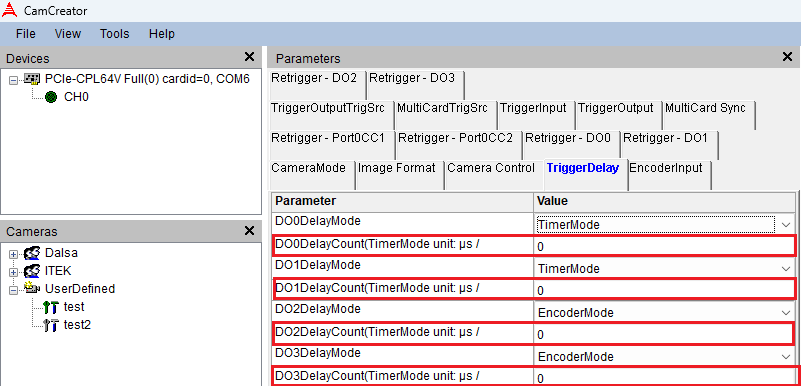 CamCreator
File View Tools Help
Devices
PCIe-CPL64V Full(0) cardid=0, COM6
CH0
Cameras
Dalsa
ITEK
UserDefined
test
test2
Parameters
Retrigger - DO2 Retrigger - DO3
TriggerOutputTrigSrc MultiCardTrigSrc TriggerInput TriggerOutput MultiCard Sync
Retrigger - Port0CC1 Retrigger - Port0CC2 Retrigger - DO0 Retrigger - DO1
CameraMode Image Format Camera Control TriggerDelay EncoderInput
Parameter Value
DO0DelayMode TimerMode
DO0DelayCount(TimerMode unit: µs / 0
DO1DelayMode TimerMode
DO1DelayCount(TimerMode unit: µs / 0
DO2DelayMode EncoderMode
DO2DelayCount(TimerMode unit: µs / 0
DO3DelayMode EncoderMode
DO3DelayCount(TimerMode unit: µs / 0